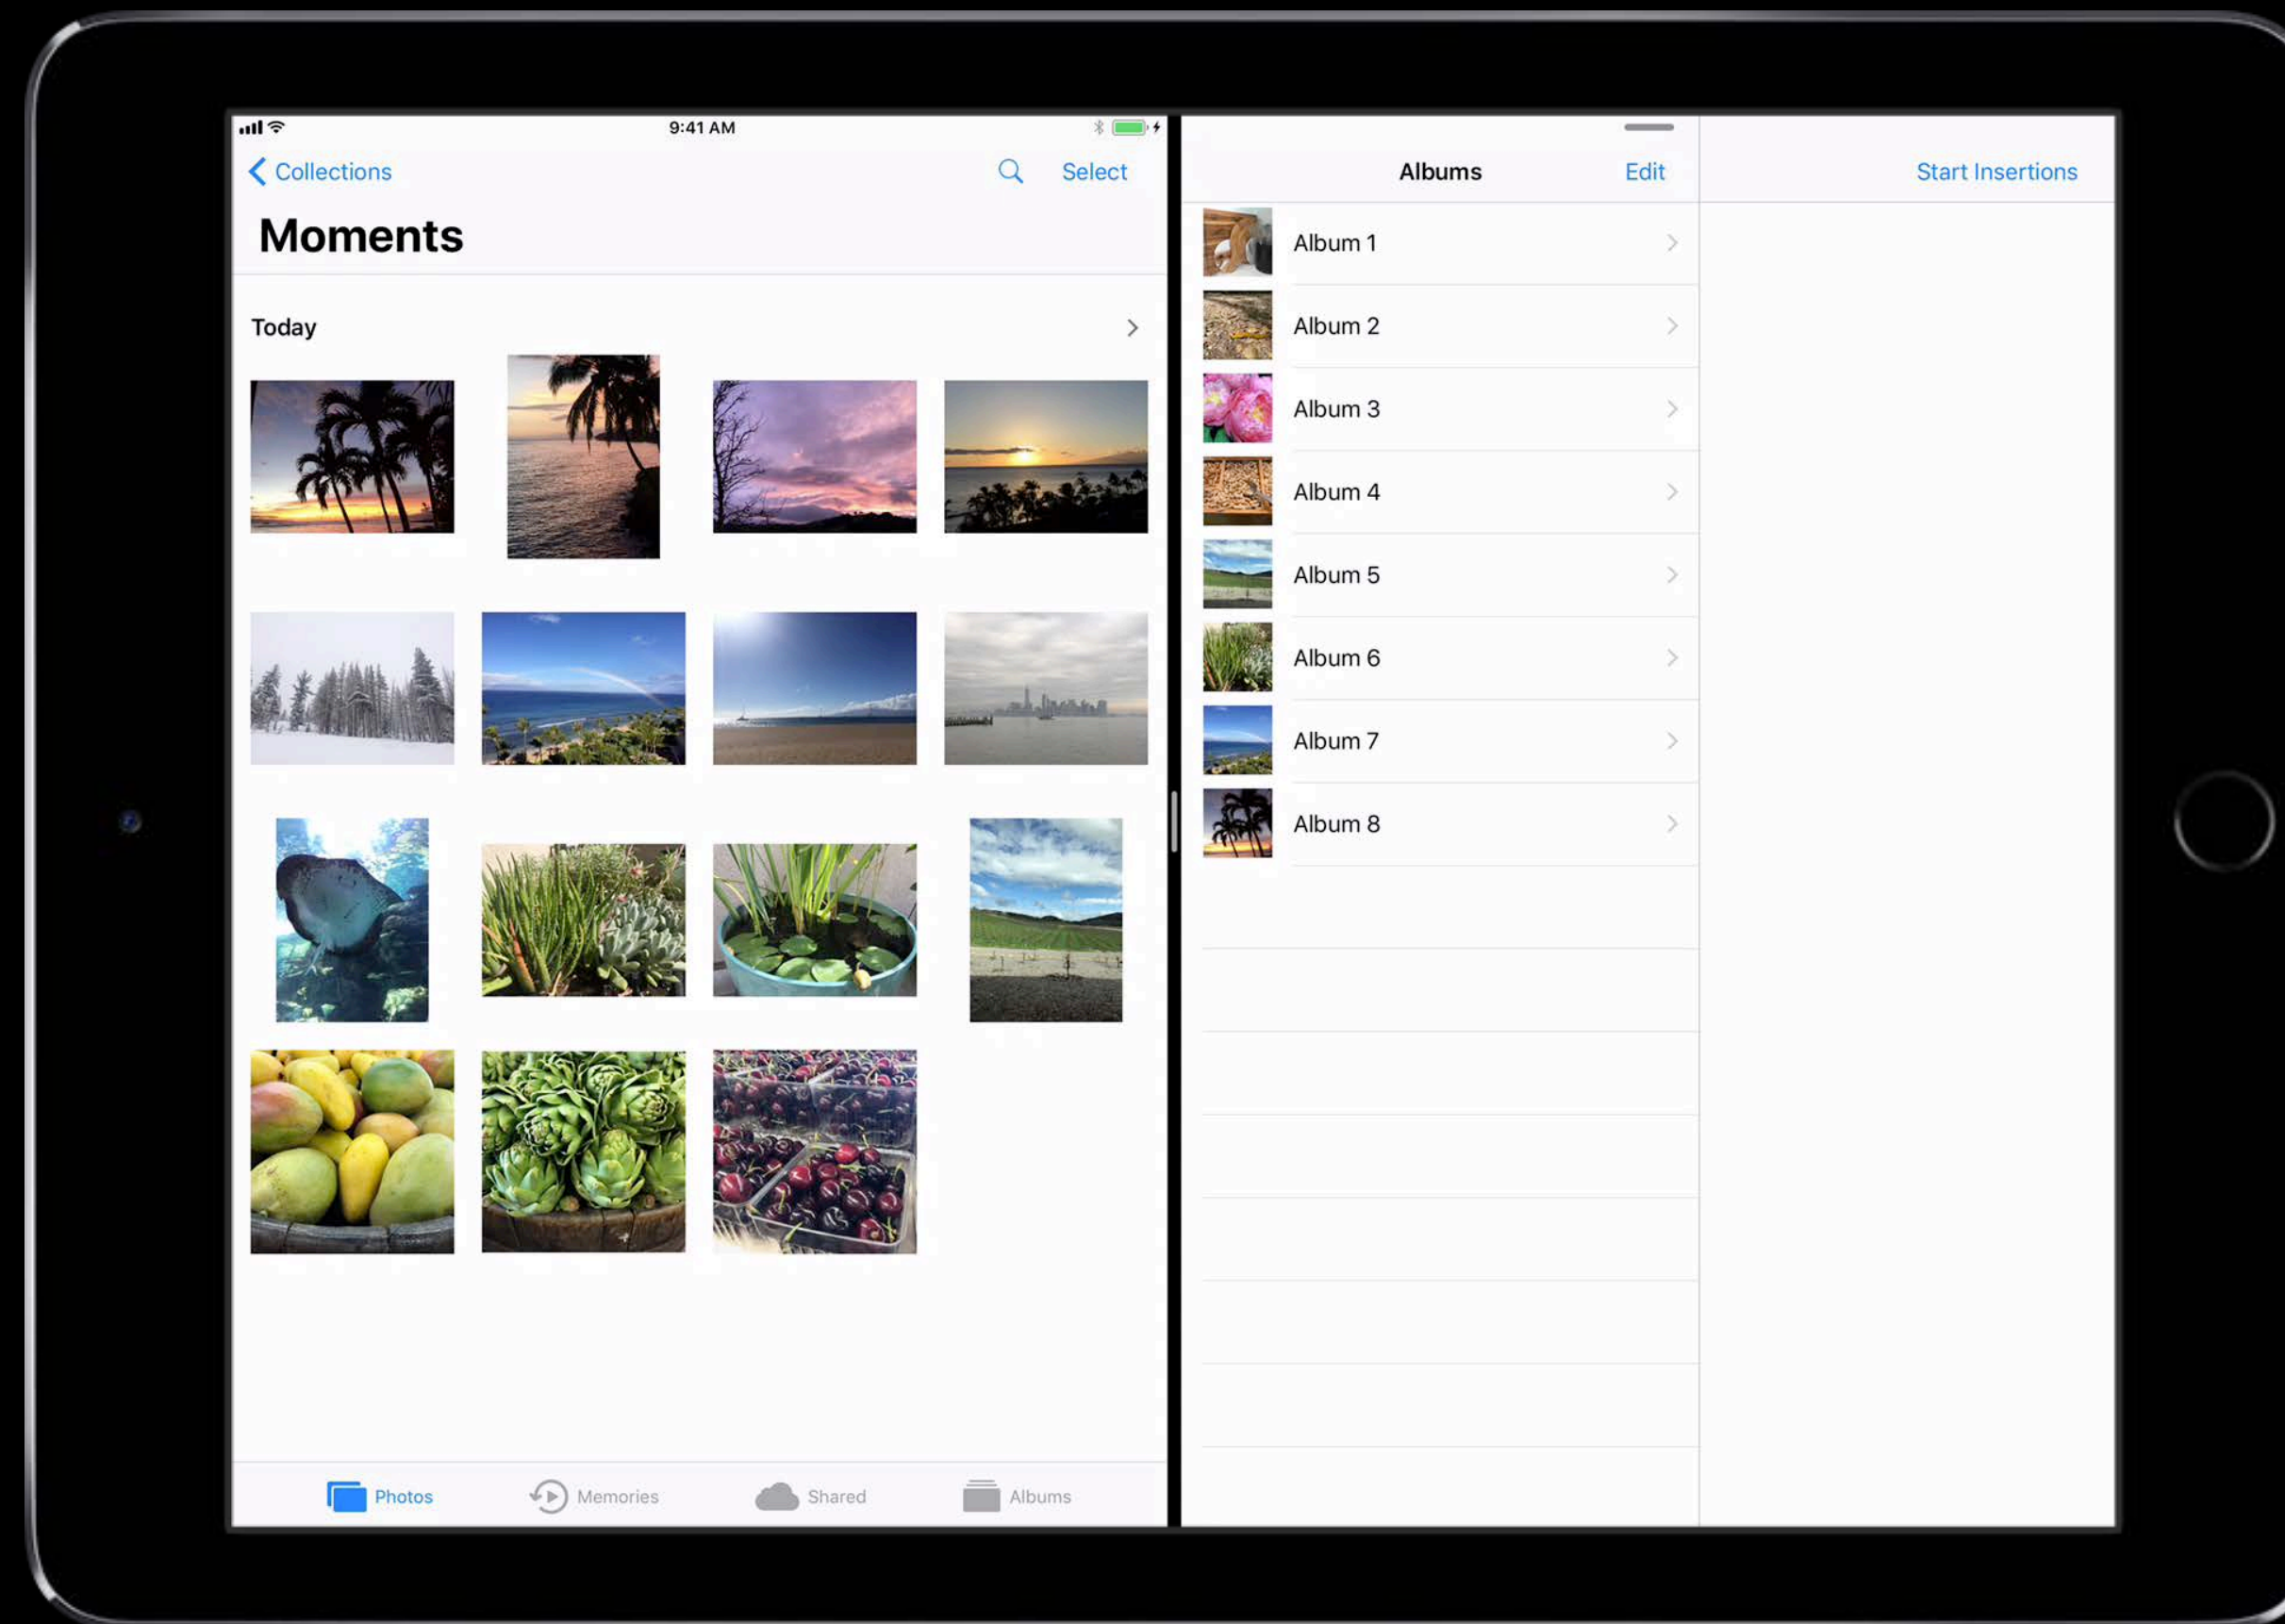 9:41 AM
Collections
Select
Moments
Today
Photos
Memories
Shared
Albums
Albums
Edit
Start Insertions
Album 1
Album 2
Album 3
Album 4
Album 5
Album 6
Album 7
Album 8